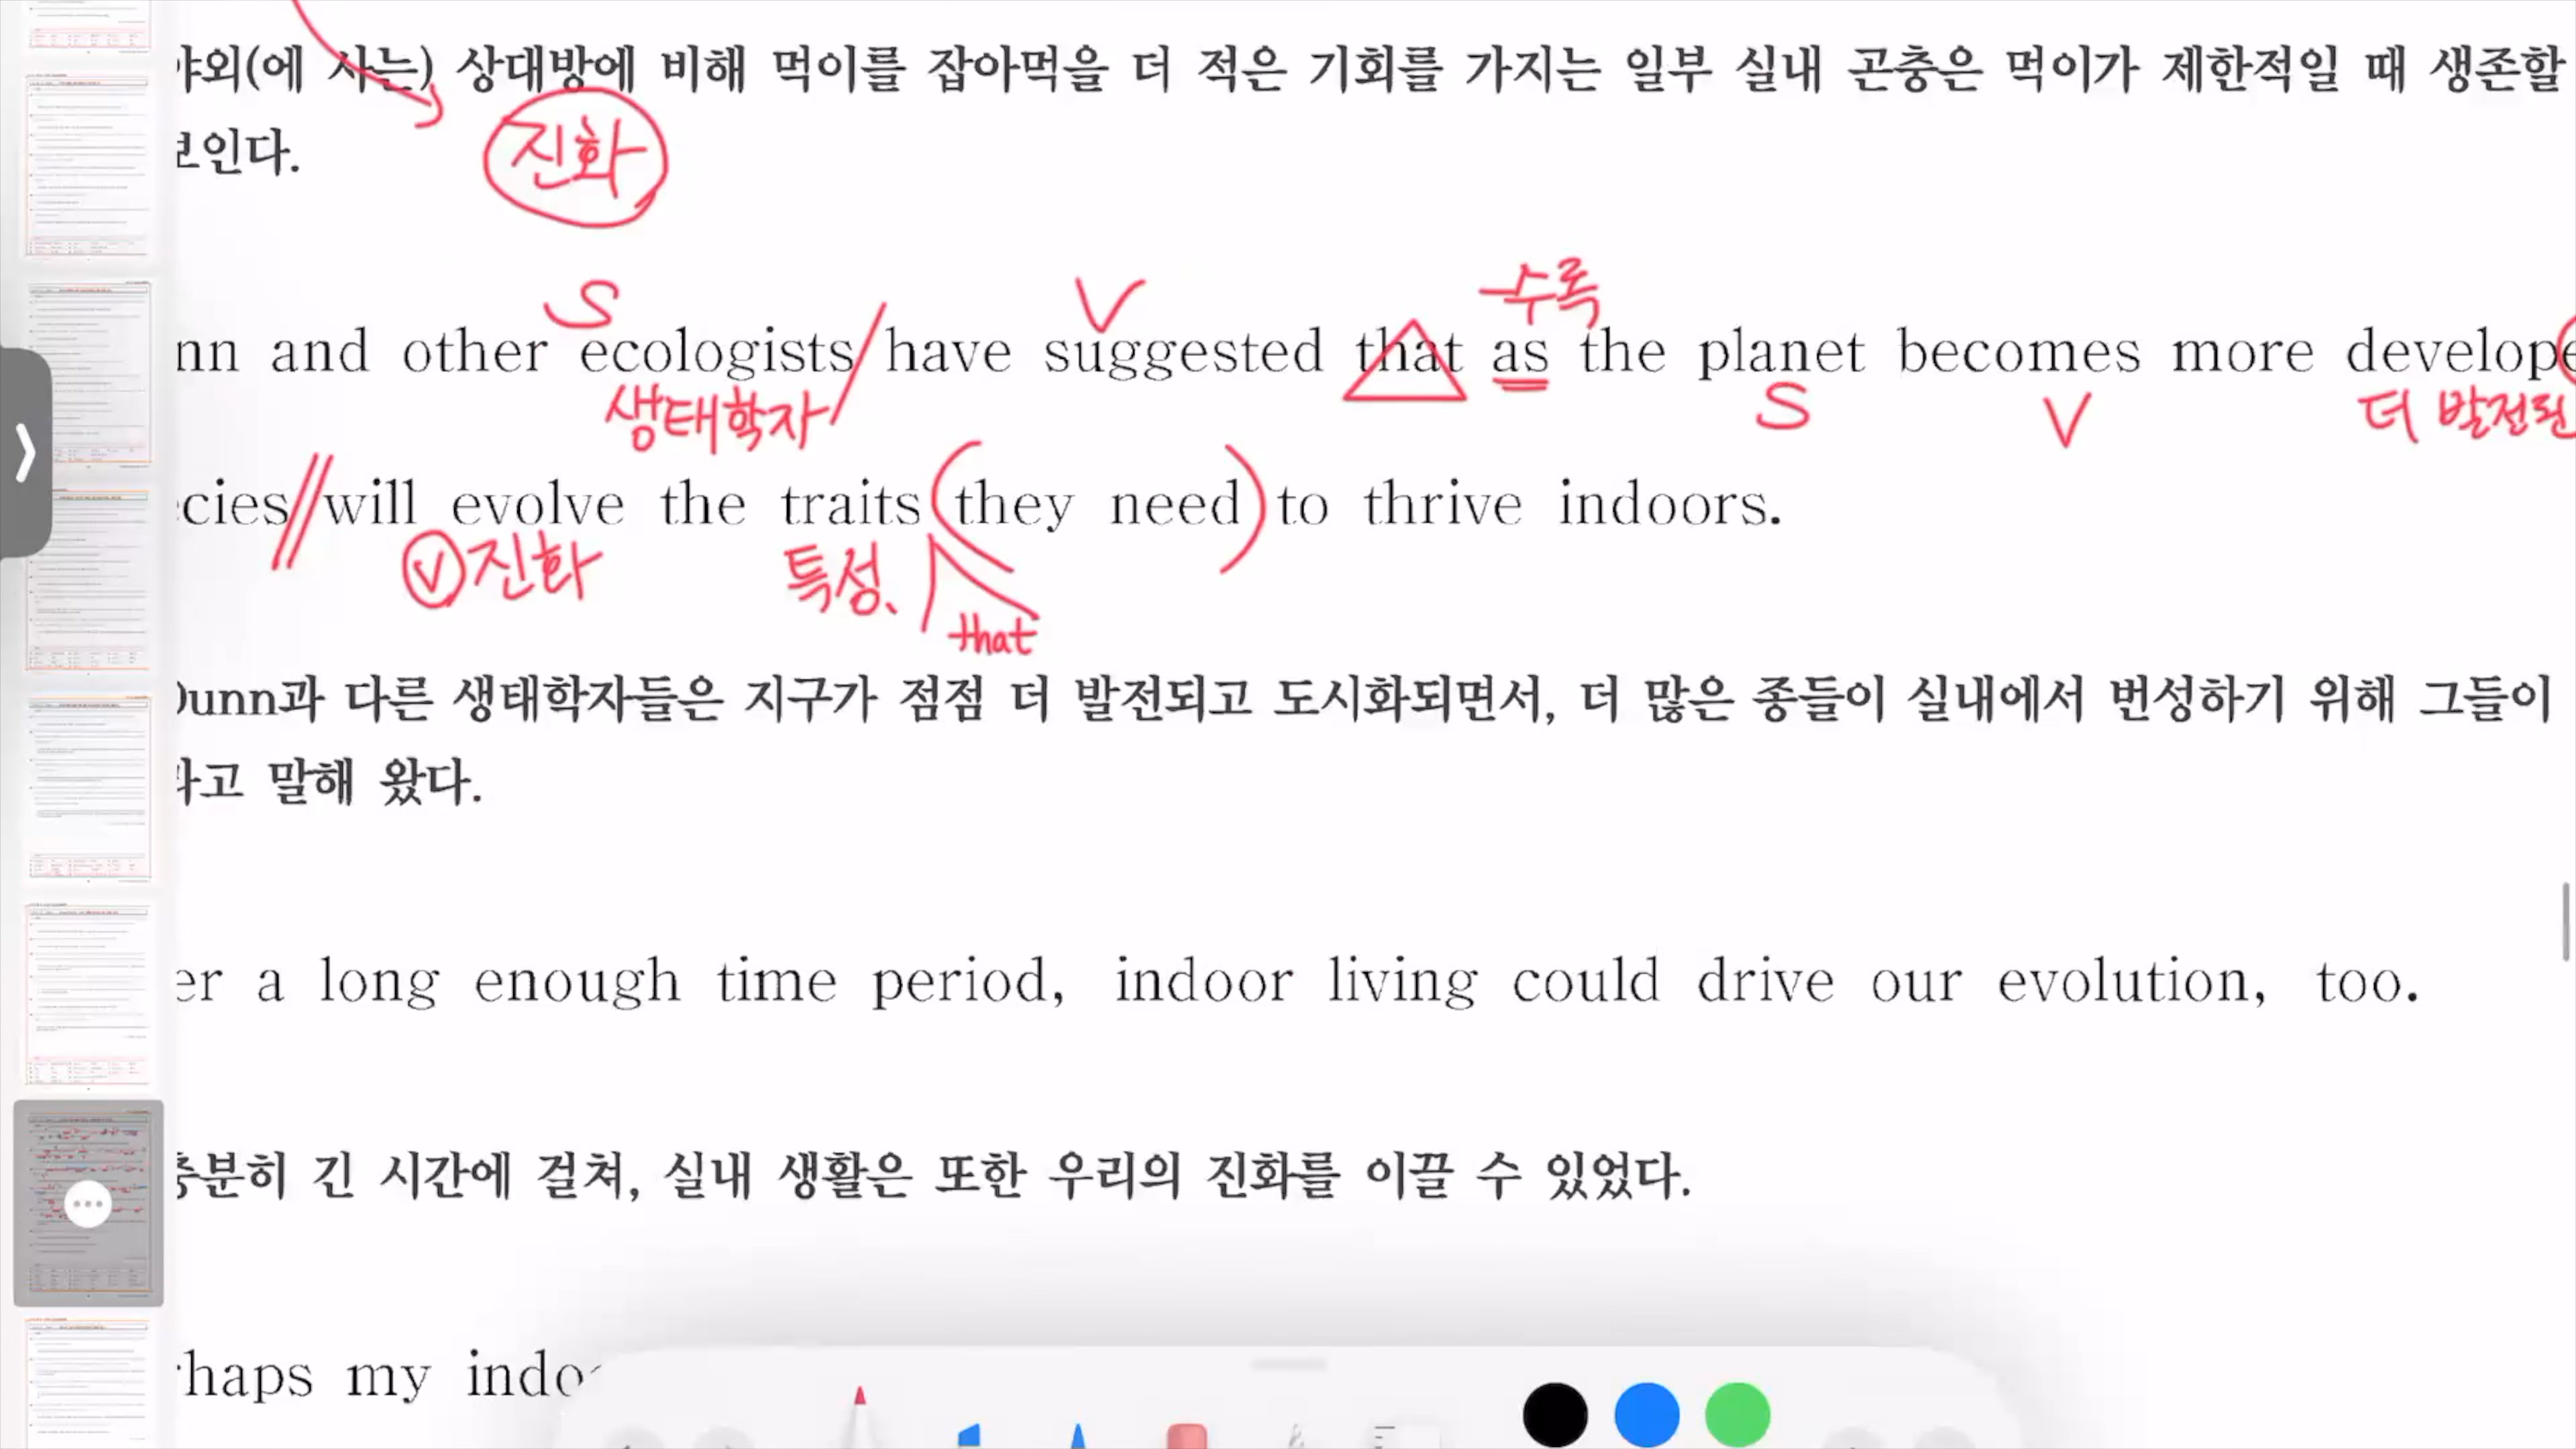 야외(에 사는) 상대방에 비해 먹이를 잡아먹을 더 적은 기회를 가지는 일부 실내 곤충은 먹이가 제한적일 때 생존할
보인다.
진화
S V -수록
nn and other ecologists have suggested that as the planet becomes more develope
생태학자 S V 더 발전된
cies will evolve the traits they need to thrive indoors.
V 진화 특성.
that
Dunn과 다른 생태학자들은 지구가 점점 더 발전되고 도시화되면서, 더 많은 종들이 실내에서 번성하기 위해 그들이
라고 말해 왔다.
er a long enough time period, indoor living could drive our evolution, too.
충분히 긴 시간에 걸쳐, 실내 생활은 또한 우리의 진화를 이끌 수 있었다.
rhaps my indoo